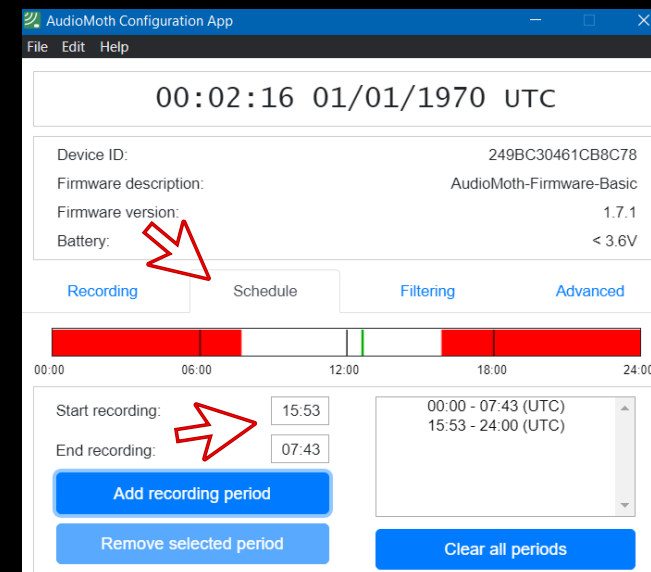 AudioMoth Configuration App
File Edit Help
00:02:16 01/01/1970 UTC
Device ID: 249BC30461CB8C78
Firmware description: AudioMoth-Firmware-Basic
Firmware version: 1.7.1
Battery: < 3.6V
Recording Schedule Filtering Advanced
00:00 06:00 12:00 18:00 24:00
Start recording: 15:53
End recording: 07:43
00:00 - 07:43 (UTC)
15:53 - 24:00 (UTC)
Add recording period
Remove selected period
Clear all periods